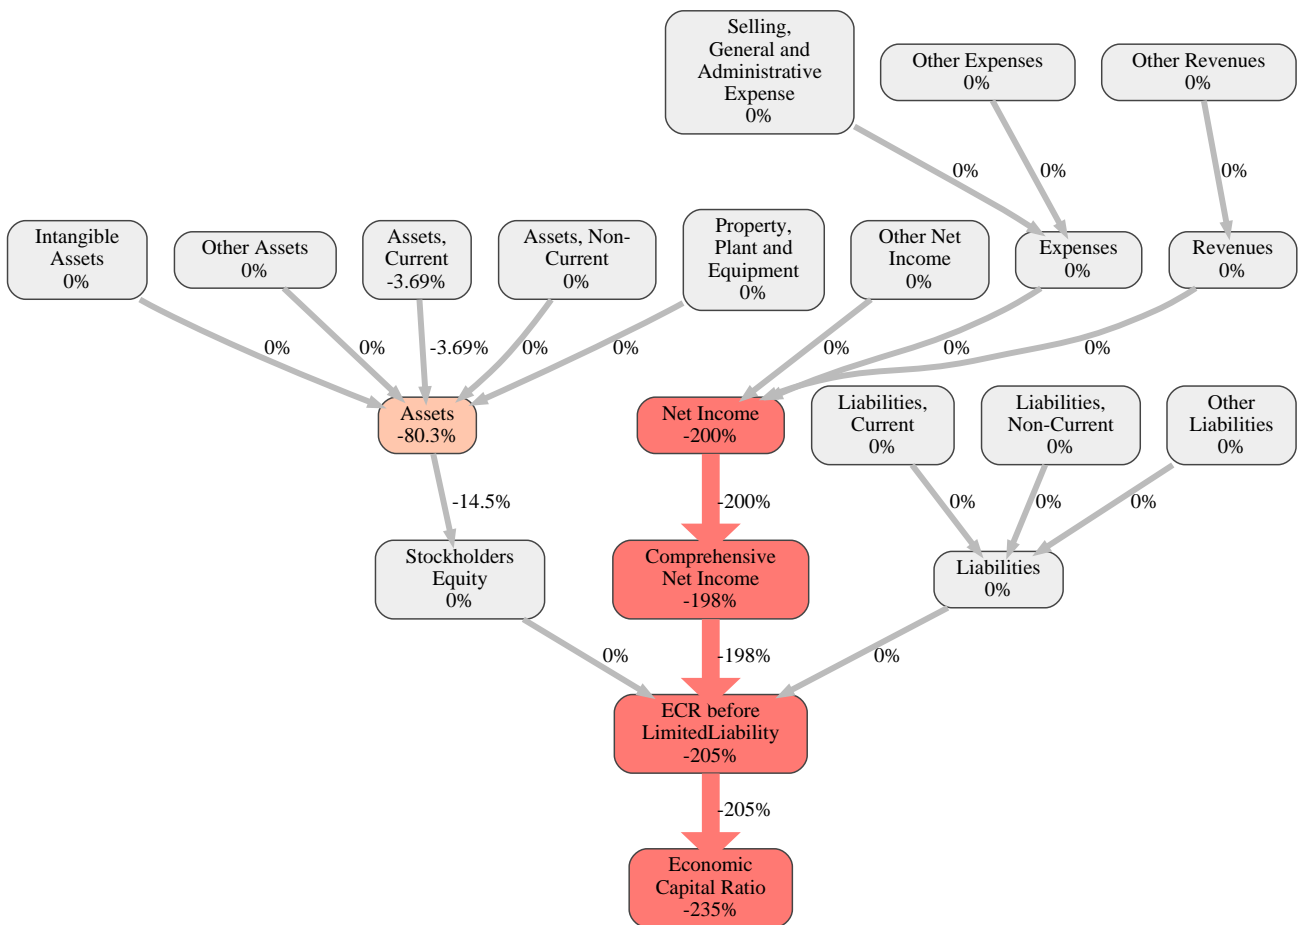 Selling,
General and
Administrative
Expense
0%
Other Expenses
0%
Other Revenues
0%
0%
0%
0%
Intangible
Assets
0%
Other Assets
0%
Assets,
Current
-3.69%
Assets, Non-
Current
0%
Property,
Plant and
Equipment
0%
Other Net
Income
0%
Expenses
0%
Revenues
0%
0%
0%
-3.69%
0%
0%
0%
0%
0%
Assets
-80.3%
Net Income
-200%
Liabilities,
Current
0%
Liabilities,
Non-Current
0%
Other
Liabilities
0%
-14.5%
-200%
0%
0%
0%
Stockholders
Equity
0%
Comprehensive
Net Income
-198%
Liabilities
0%
0%
-198%
0%
ECR before
LimitedLiability
-205%
-205%
Economic
Capital Ratio
-235%